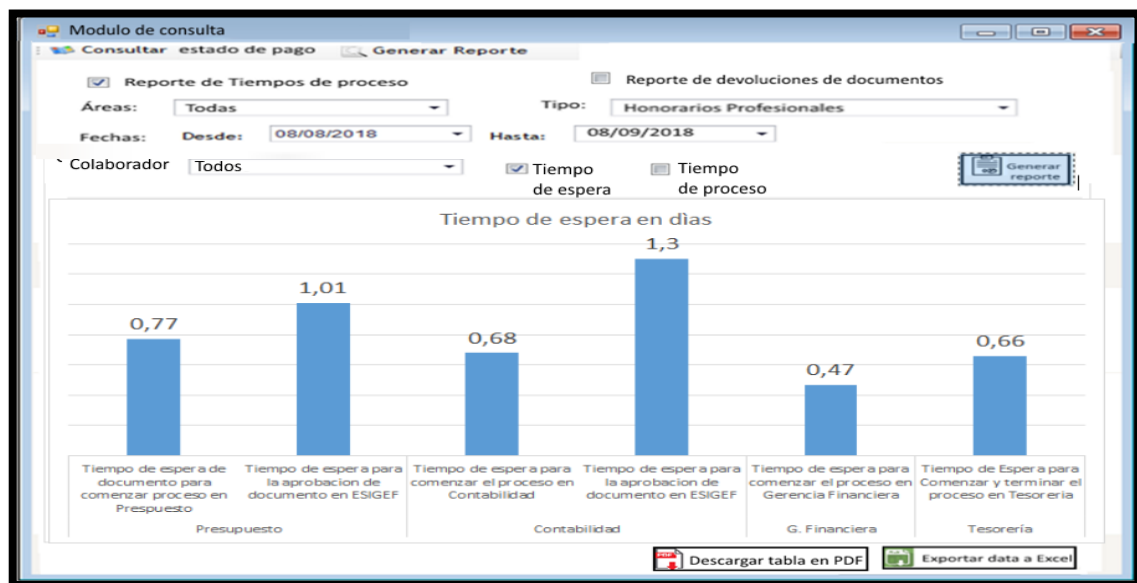 Modulo de consulta
Consultar estado de pago Generar Reporte
Reporte de Tiempos de proceso Reporte de devoluciones de documentos
Áreas: Todas Tipo: Honorarios Profesionales
Fechas: Desde: 08/08/2018 Hasta: 08/09/2018
Colaborador Todos Tiempo de espera Tiempo de proceso Generar reporte
Tiempo de espera en dìas
0,77
1,01
0,68
1,3
0,47
0,66
Tiempo de espera de
documento para
comenzar proceso en
Prespuesto
Tiempo de espera para
la aprobacion de
documento en ESIGEF
Tiempo de espera para
comenzar el proceso en
Contabilidad
Tiempo de espera para
la aprobacion de
documento en ESIGEF
Tiempo de espera para
comenzar el proceso en
Gerencia Financiera
Tiempo de Espera para
Comenzar y terminar el
proceso en Tesoreria
Presupuesto Contabilidad G. Financiera Tesorería
PDF Descargar tabla en PDF Exportar data a Excel